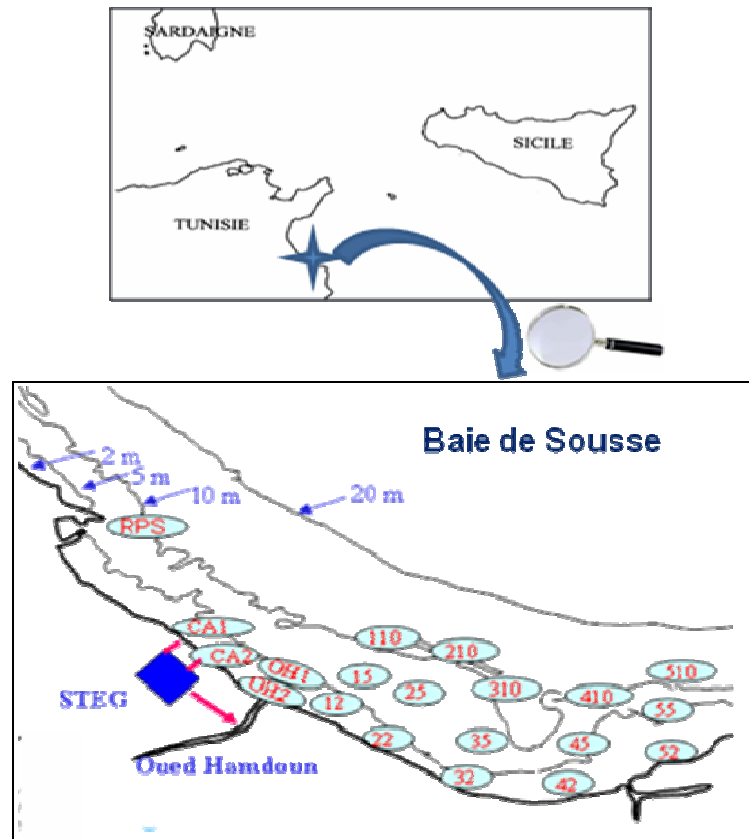 SARDAIGNE
SICILE
TUNISIE
Baie de Sousse
2 m
5 m
10 m
20 m
RPS
CA1
110
210
CA2
OH1
15
510
25
310
410
OH2
12
55
22
35
45
52
32
42
STEG
Oued Hamdoun